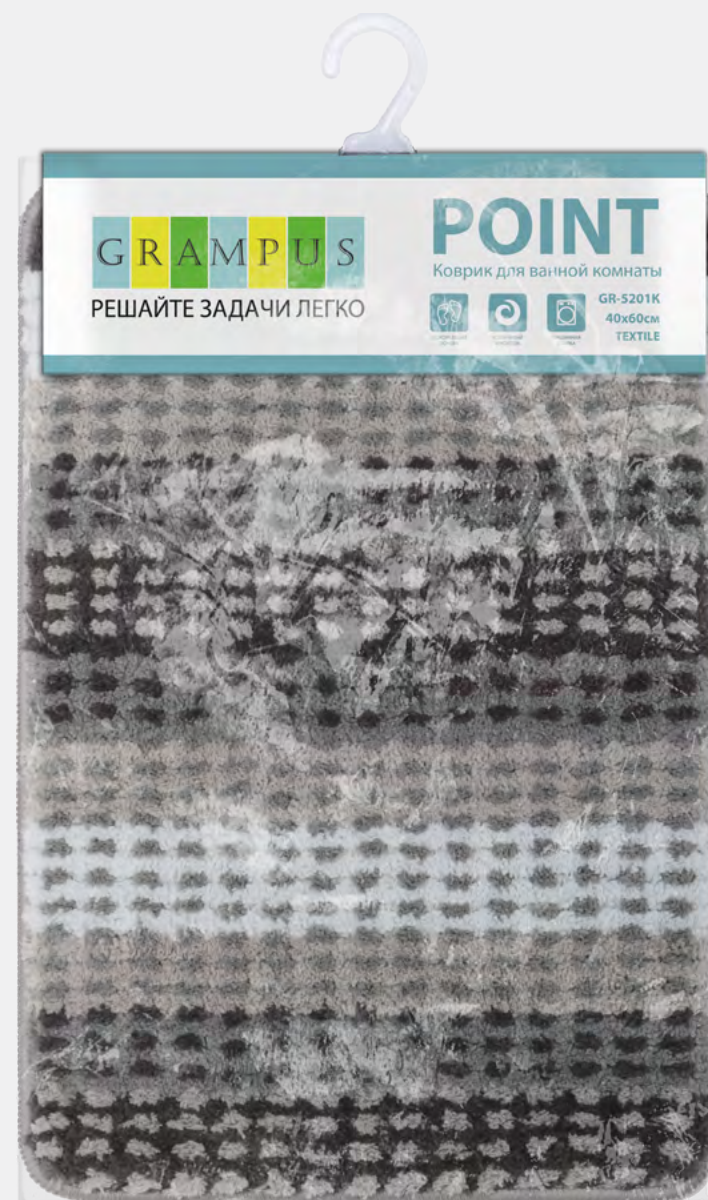 GRAMPUS
РЕШАЙТЕ ЗАДАЧИ ЛЕГКО
POINT
Коврик для ванной комнаты
GR-5201K
40x60см
TEXTILE